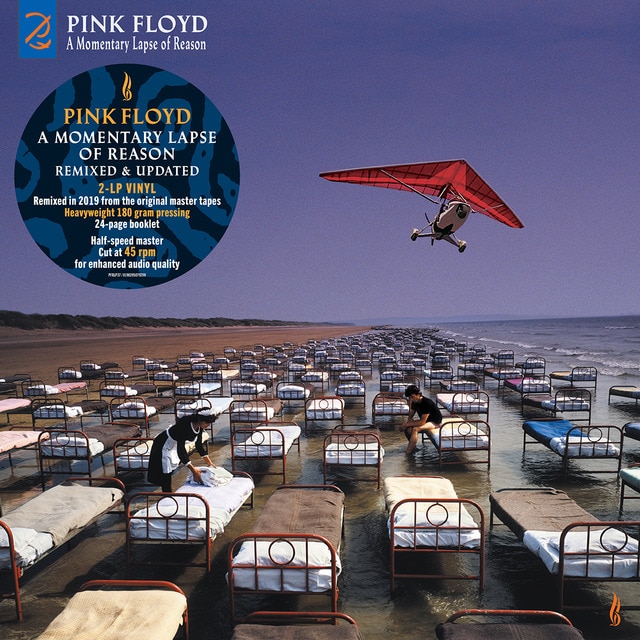 PINK FLOYD
A Momentary Lapse of Reason
PINK FLOYD
A MOMENTARY LAPSE
OF REASON
REMIXED & UPDATED
2-LP VINYL
Remixed in 2019 from the original master tapes
Heavyweight 180 gram pressing
24-page booklet
Half-speed master
Cut at 45 rpm
for enhanced audio quality